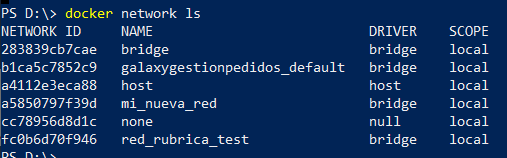 PS D:\> docker network ls
NETWORK ID     NAME                           DRIVER    SCOPE
283839cb7cae   bridge                         bridge    local
b1ca5c7852c9   galaxygestionpedidos_default   bridge    local
a4112e3eca88   host                           host      local
a5850797f39d   mi_nueva_red                   bridge    local
cc78956d8d1c   none                           null      local
fc0b6d70f946   red_rubrica_test               bridge    local
PS D:\>